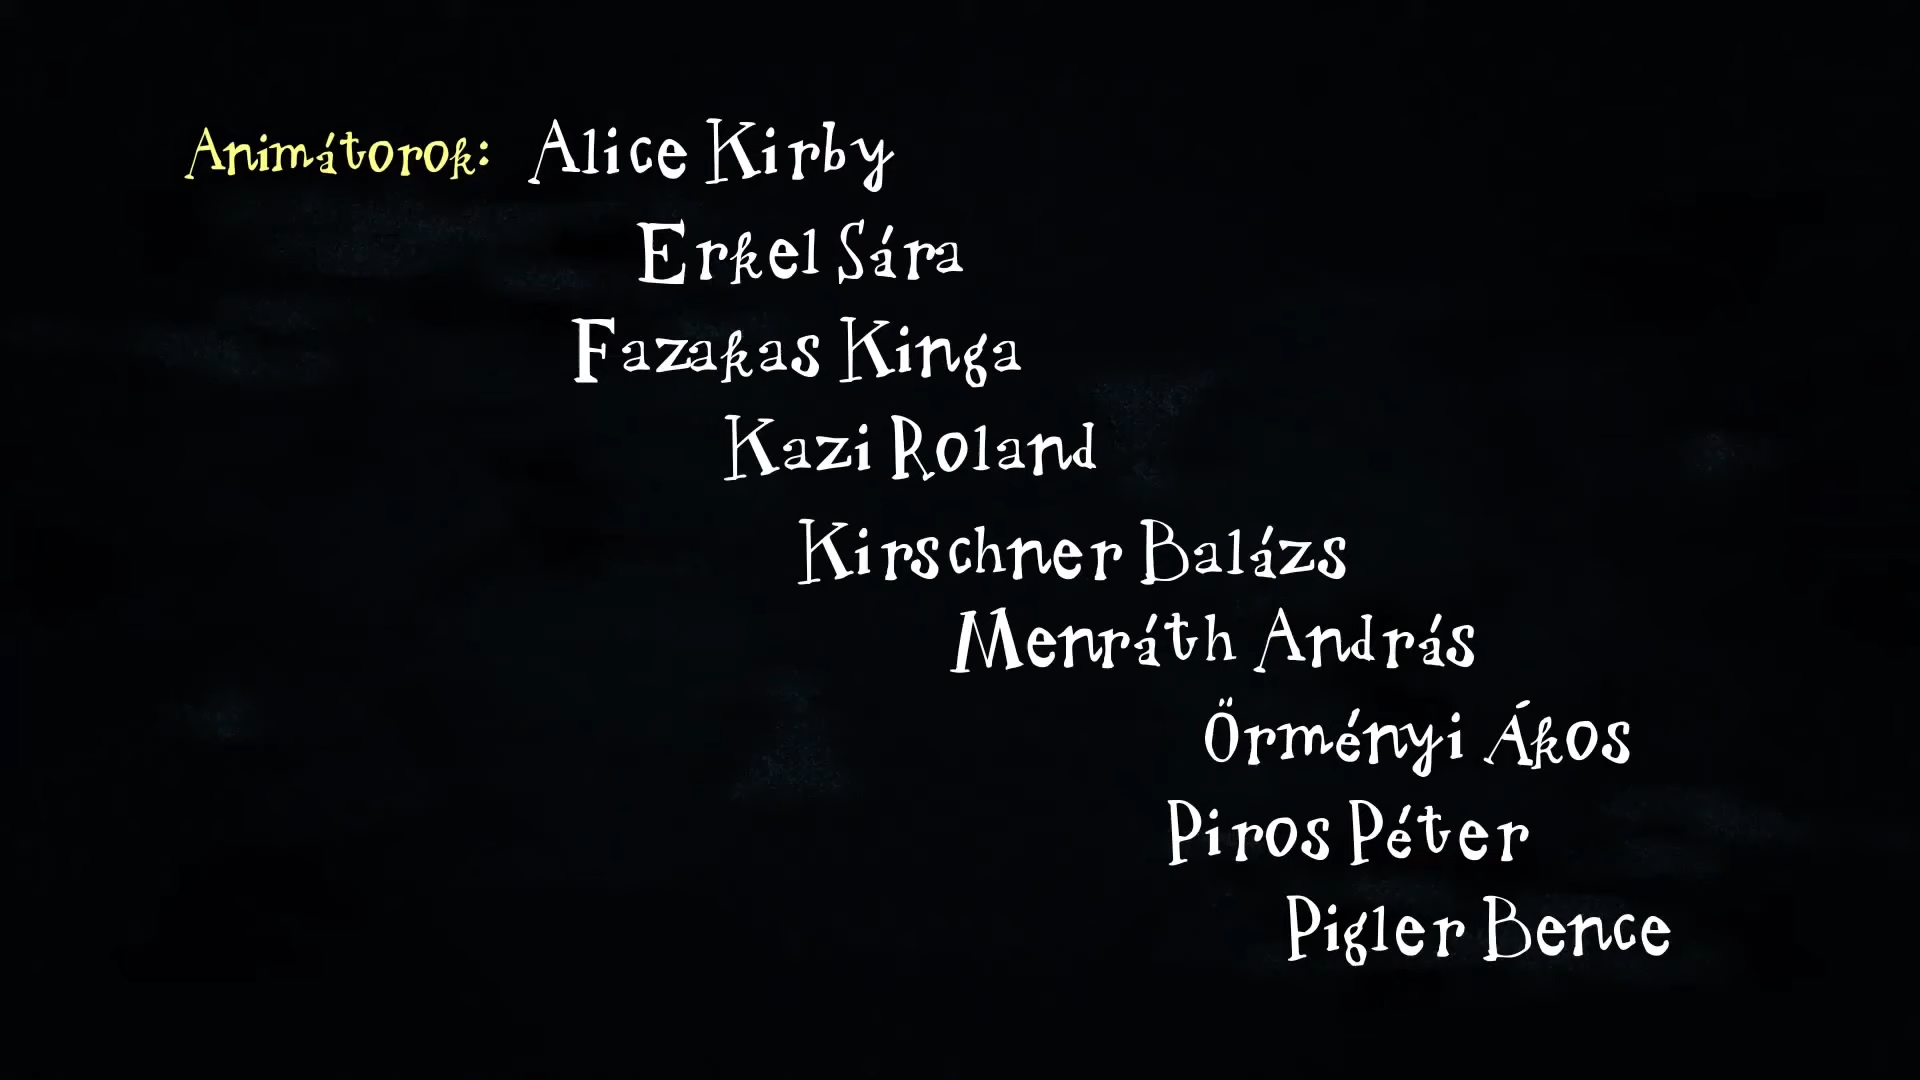 Animátorok: Alice Kirby
Erkel Sára
Fazakas Kinga
Kazi Roland
Kirschner Balázs
Menráth András
Örményi Ákos
Piros Péter
Pigler Bence